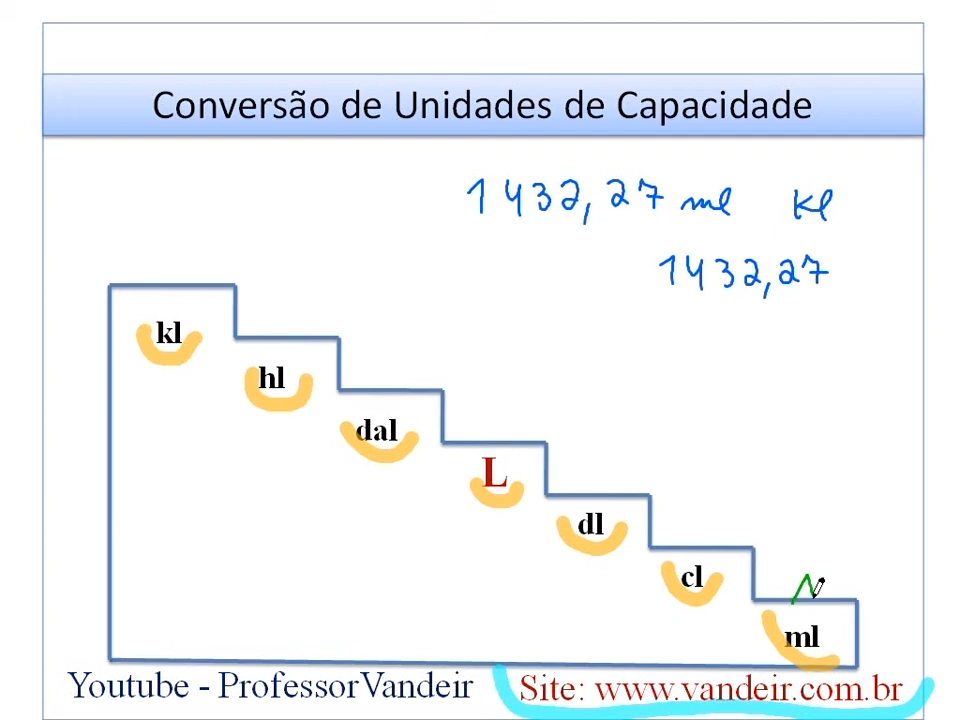 Conversão de Unidades de Capacidade
1432,27 ml kl
1432,27
kl
hl
dal
L
dl
cl
ml
Youtube - ProfessorVandeir
Site: www.vandeir.com.br